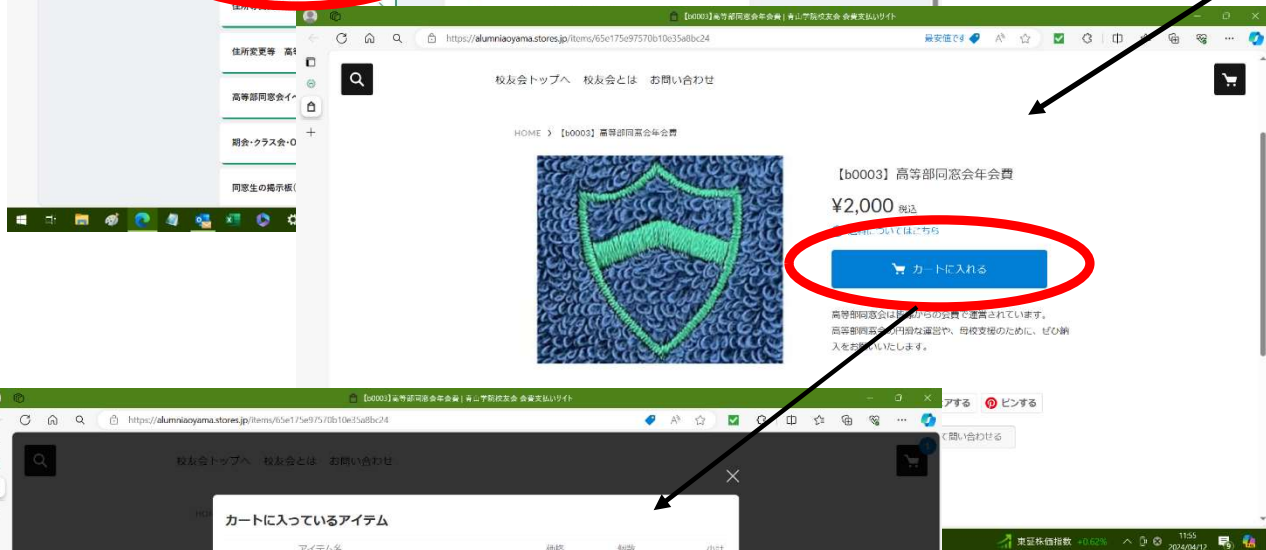 住所変更等 高
高等部同窓会イベ
期会・クラス会・O
同窓生の掲示板(
【b0003】高等部同窓会年会費 | 青山学院校友会 会費支払いサイト
https://alumniaoyama.stores.jp/items/65e175e97570b10e35a8bc24
最安値です
校友会トップへ 校友会とは お問い合わせ
HOME 》 【b0003】高等部同窓会年会費
【b0003】高等部同窓会年会費
¥2,000 税込
についてはこちら
カートに入れる
高等部同窓会は皆様からの会費で運営されています。
高等部同窓会の円滑な運営や、母校支援のために、ぜひ納
入をお願いいたします。
アする ピンする
て問い合わせる
【b0003】高等部同窓会年会費 | 青山学院校友会 会費支払いサイト
https://alumniaoyama.stores.jp/items/65e175e97570b10e35a8bc24
校友会トップへ 校友会とは お問い合わせ
カートに入っているアイテム
アイテム名 価格 個数 小計
東証株価指数 +0.62%
11:55
2024/04/12